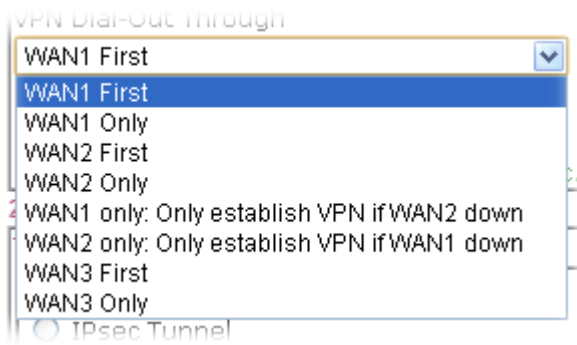 VPN Dial-Out Through
WAN1 First
WAN1 First
WAN1 Only
WAN2 First
WAN2 Only
WAN1 only: Only establish VPN if WAN2 down
WAN2 only: Only establish VPN if WAN1 down
WAN3 First
WAN3 Only
IPsec Tunnel